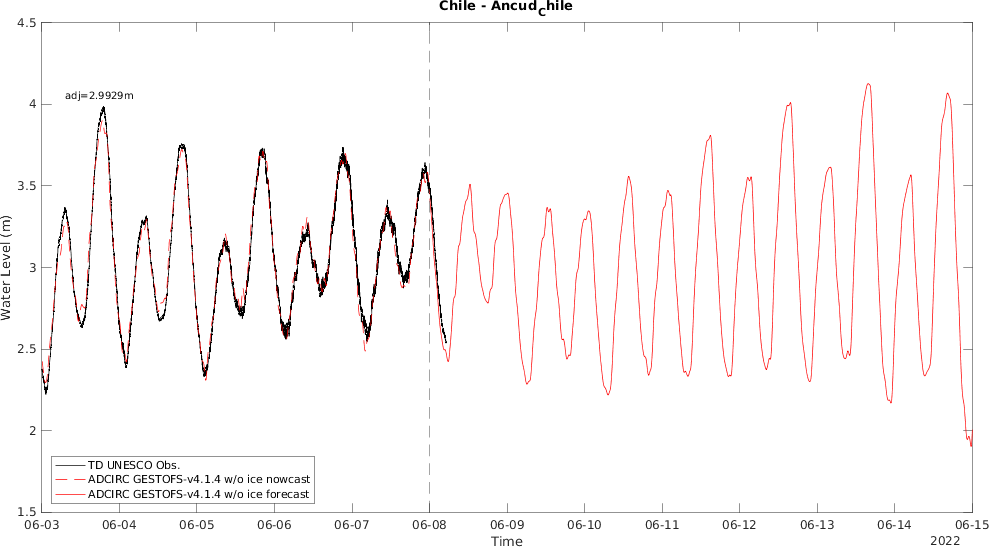 Chile - Ancud_Chile
adj=2.9929m
Water Level (m)
4.5
4
3.5
3
2.5
2
1.5
TD UNESCO Obs.
ADCIRC GESTOFS-v4.1.4 w/o ice nowcast
ADCIRC GESTOFS-v4.1.4 w/o ice forecast
06-03 06-04 06-05 06-06 06-07 06-08 06-09 06-10 06-11 06-12 06-13 06-14 06-15
Time
2022